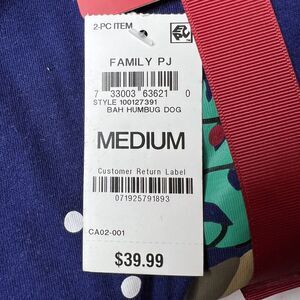 2-PC ITEM
FAMILY PJ
7 33003 63621 0
STYLE 100127391
BAH HUMBUG DOG
MEDIUM
Customer Return Label
071925791893
CA02-001
$39.99